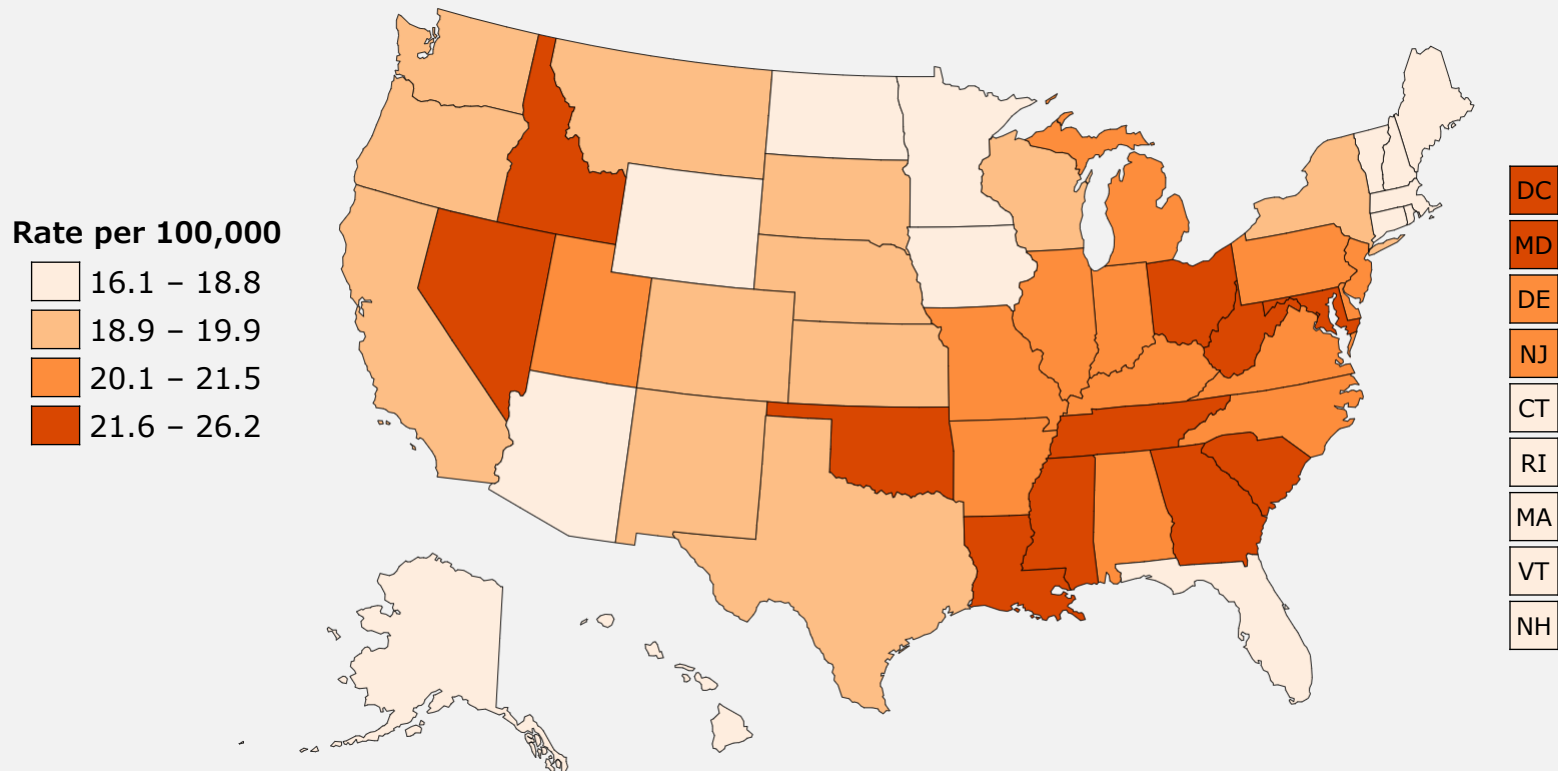 Rate per 100,000
16.1 – 18.8
18.9 – 19.9
20.1 – 21.5
21.6 – 26.2
DC
MD
DE
NJ
CT
RI
MA
VT
NH